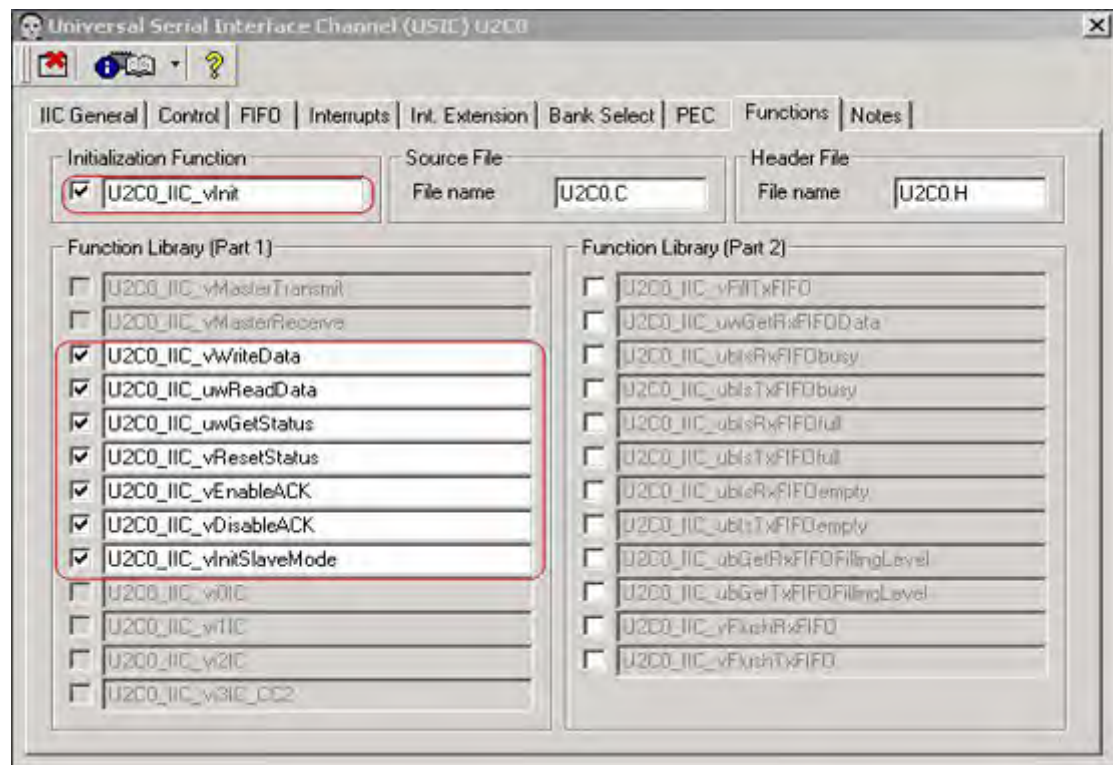 Universal Serial Interface Channel (USIC) U2C0
IIC General Control FIFO Interrupts Int. Extension Bank Select PEC Functions Notes
Initialization Function
U2C0_IIC_vInit
Source File
File name U2C0.C
Header File
File name U2C0.H
Function Library (Part 1)
U2C0_IIC_vMasterTransmit
U2C0_IIC_vMasterReceive
U2C0_IIC_vWriteData
U2C0_IIC_uwReadData
U2C0_IIC_uwGetStatus
U2C0_IIC_vResetStatus
U2C0_IIC_vEnableACK
U2C0_IIC_vDisableACK
U2C0_IIC_vInitSlaveMode
U2C0_IIC_vi0IC
U2C0_IIC_vi1IC
U2C0_IIC_vi2IC
U2C0_IIC_vi3IC_CC2
Function Library (Part 2)
U2C0_IIC_vFillTxFIFO
U2C0_IIC_uwGetRxFIFOData
U2C0_IIC_ubIsRxFIFObusy
U2C0_IIC_ubIsTxFIFObusy
U2C0_IIC_ubIsRxFIFOfull
U2C0_IIC_ubIsTxFIFOfull
U2C0_IIC_ubIsRxFIFOempty
U2C0_IIC_ubIsTxFIFOempty
U2C0_IIC_ubGetRxFIFOFillingLevel
U2C0_IIC_ubGetTxFIFOFillingLevel
U2C0_IIC_vFlushRxFIFO
U2C0_IIC_vFlushTxFIFO